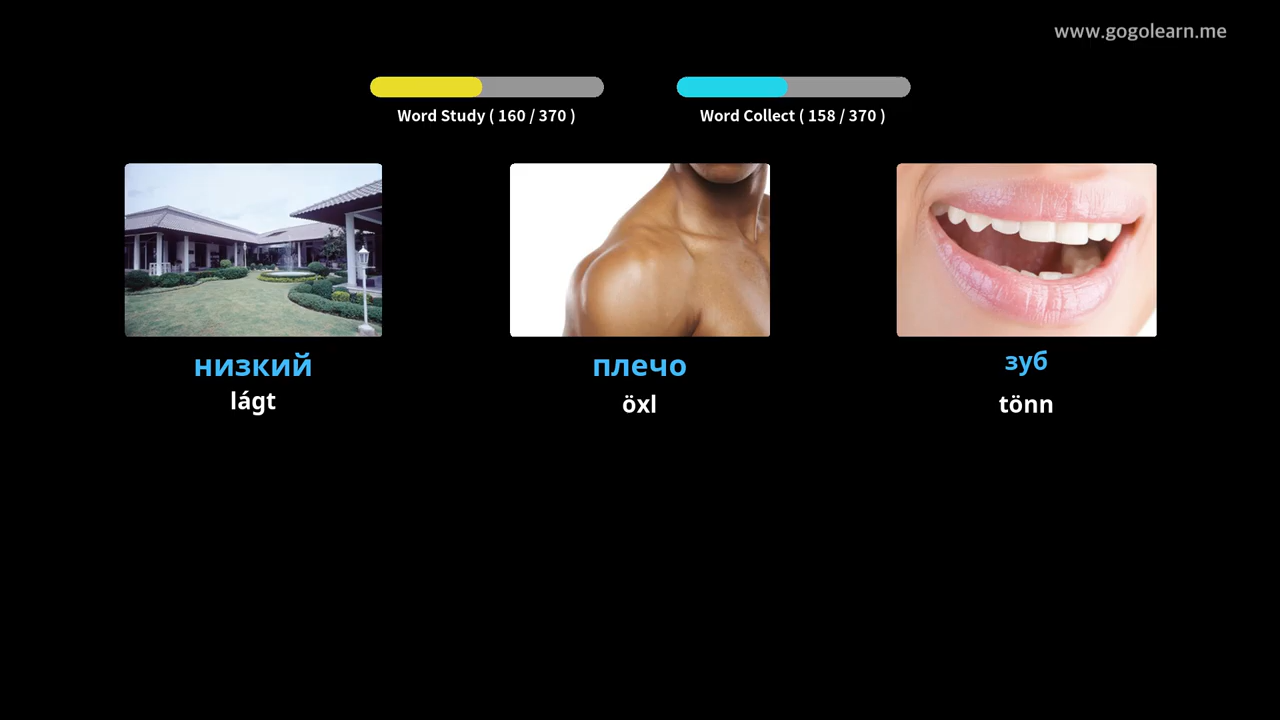 www.gogolearn.me
Word Study ( 160 / 370 )
Word Collect ( 158 / 370 )
низкий
lágt
плечо
öxl
зуб
tönn